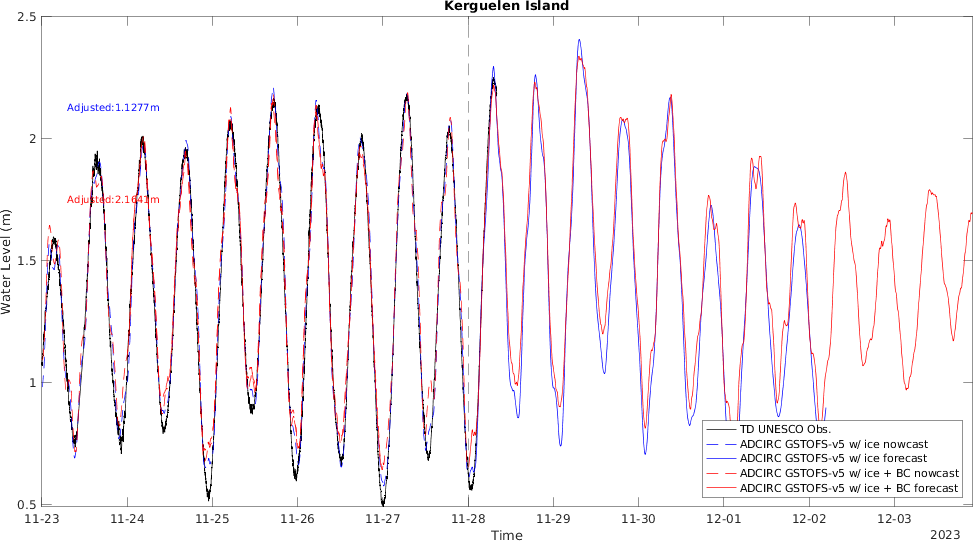 Kerguelen Island
2.5
2
1.5
1
0.5
Water Level (m)
Adjusted:1.1277m
Adjusted:2.1641m
TD UNESCO Obs.
ADCIRC GSTOFS-v5 w/ ice nowcast
ADCIRC GSTOFS-v5 w/ ice forecast
ADCIRC GSTOFS-v5 w/ ice + BC nowcast
ADCIRC GSTOFS-v5 w/ ice + BC forecast
11-23 11-24 11-25 11-26 11-27 11-28 11-29 11-30 12-01 12-02 12-03
Time
2023